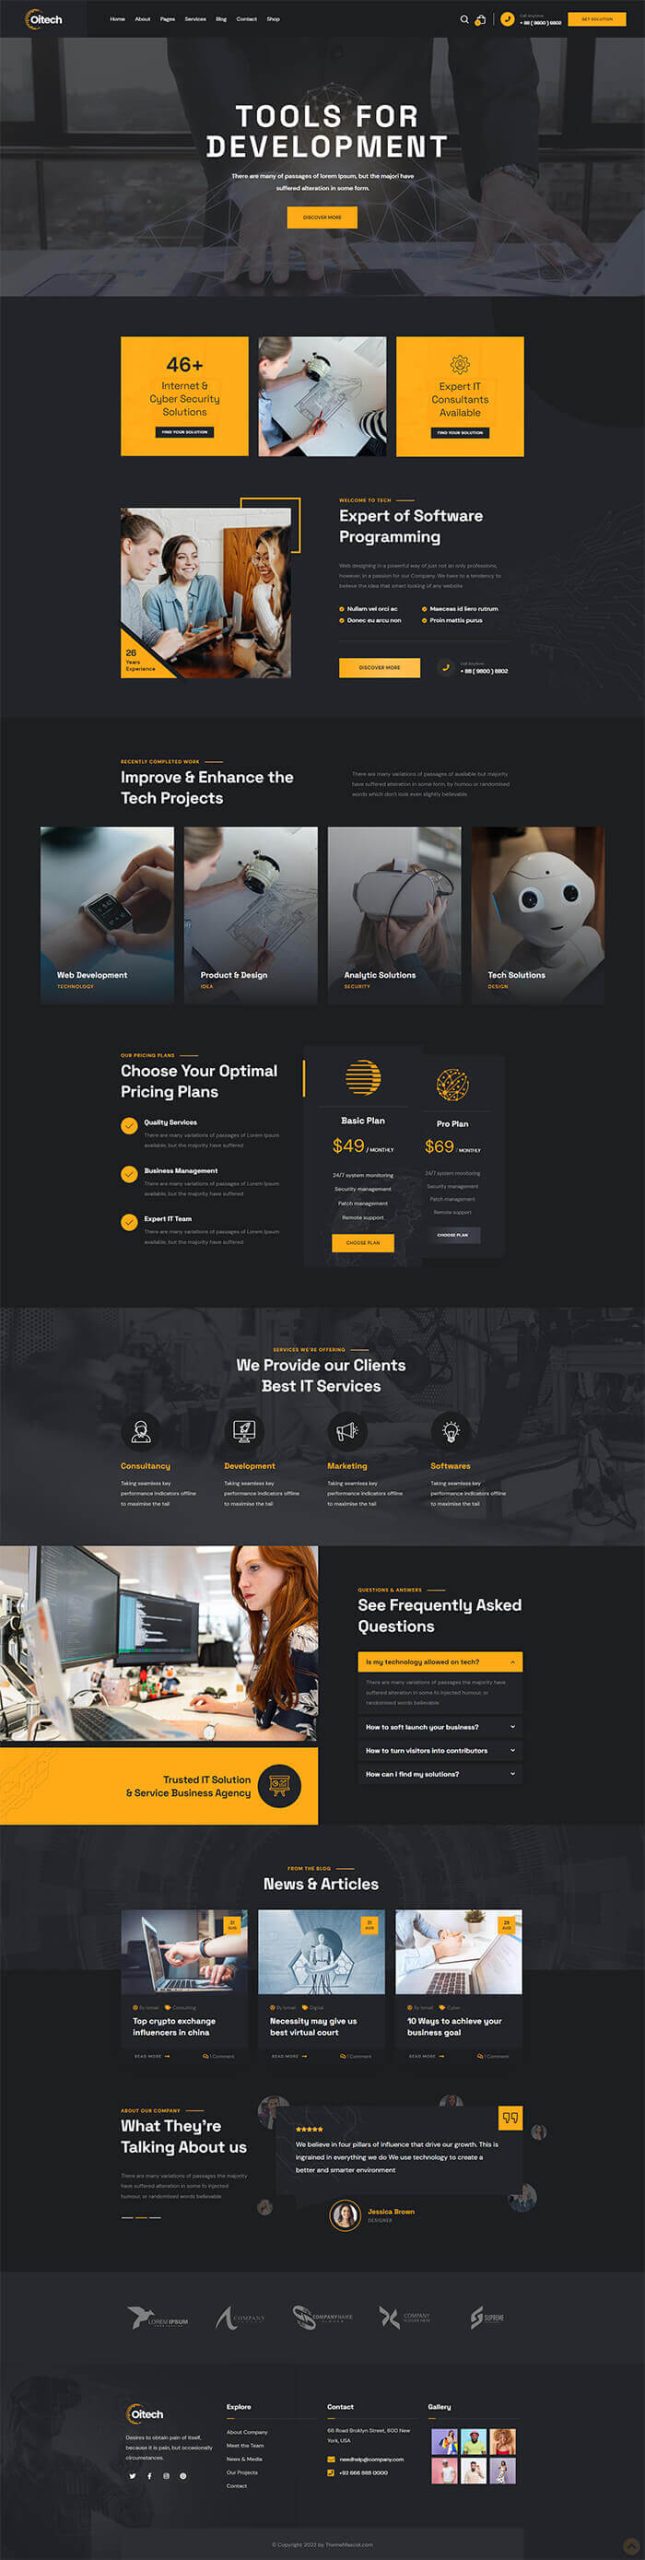 Oitech
Home About Pages Services Blog Contact Shop
Call Anytime
+ 88 ( 9800 ) 6802
GET SOLUTION
TOOLS FOR
DEVELOPMENT
There are many of passages of lorem Ipsum, but the majori have
suffered alteration in some form.
DISCOVER MORE
46+
Internet &
Cyber Security
Solutions
FIND YOUR SOLUTION
Expert IT
Consultants
Available
FIND YOUR SOLUTION
26
Years
Experience
WELCOME TO TECH
Expert of Software
Programming
Web designing in a powerful way of just not an only professions,
however, in a passion for our Company. We have to a tendency to
believe the idea that smart looking of any website
Nullam vel orci ac
Maeceas id liero rutrum
Donec eu arcu non
Proin mattis purus
DISCOVER MORE
Call Anytime
+ 88 ( 9800 ) 6802
RECENTLY COMPLETED WORK
Improve & Enhance the
Tech Projects
There are many variations of passages of available but majority
have suffered alteration in some form, by humou or randomised
words which don't look even slightly believable.
Web Development
TECHNOLOGY
Product & Design
IDEA
Analytic Solutions
SECURITY
Tech Solutions
DESIGN
OUR PRICING PLANS
Choose Your Optimal
Pricing Plans
Quality Services
There are many variations of passages of Lorem Ipsum
available, but the majority have suffered
Business Management
There are many variations of passages of Lorem Ipsum
available, but the majority have suffered
Expert IT Team
There are many variations of passages of Lorem Ipsum
available, but the majority have suffered
Basic Plan
$49 / MONTHLY
24/7 system monitoring
Security management
Patch management
Remote support
CHOOSE PLAN
Pro Plan
$69 / MONTHLY
24/7 system monitoring
Security management
Patch management
Remote support
CHOOSE PLAN
SERVICES WE'RE OFFERING
We Provide our Clients
Best IT Services
Consultancy
Taking seamless key
performance indicators offline
to maximise the tail
Development
Taking seamless key
performance indicators offline
to maximise the tail
Marketing
Taking seamless key
performance indicators offline
to maximise the tail
Softwares
Taking seamless key
performance indicators offline
to maximise the tail
Trusted IT Solution
& Service Business Agency
QUESTIONS & ANSWERS
See Frequently Asked
Questions
Is my technology allowed on tech?
There are many variations of passages the majority have
suffered alteration in some fo injected humour, or
randomised words believable.
How to soft launch your business?
How to turn visitors into contributors
How can i find my solutions?
FROM THE BLOG
News & Articles
21
AUG
By Ismail Consulting
Top crypto exchange
influencers in china
READ MORE
1 Comment
21
AUG
By Ismail Digital
Necessity may give us
best virtual court
READ MORE
1 Comment
By Ismail Cyber
10 Ways to achieve your
business goal
READ MORE
1 Comment
ABOUT OUR COMPANY
What They're
Talking About us
There are many variations of passages the majority
have suffered alteration in some fo injected
humour, or randomised words believable.
We believe in four pillars of influence that drive our growth. This is
ingrained in everything we do We use technology to create a
better and smarter environment
Jessica Brown
DESIGNER
LOREM IPSUM
COMPANY
COMPANYNAME
COMPANY
SUPREME
Oitech
Desires to obtain pain of itself,
because it is pain, but occasionally
circumstances.
Explore
About Company
Meet the Team
News & Media
Our Projects
Contact
Contact
66 Road Broklyn Street, 600 New
York, USA
needhelp@company.com
+92 666 888 0000
Gallery
© Copyright 2022 by ThemeMascot.com